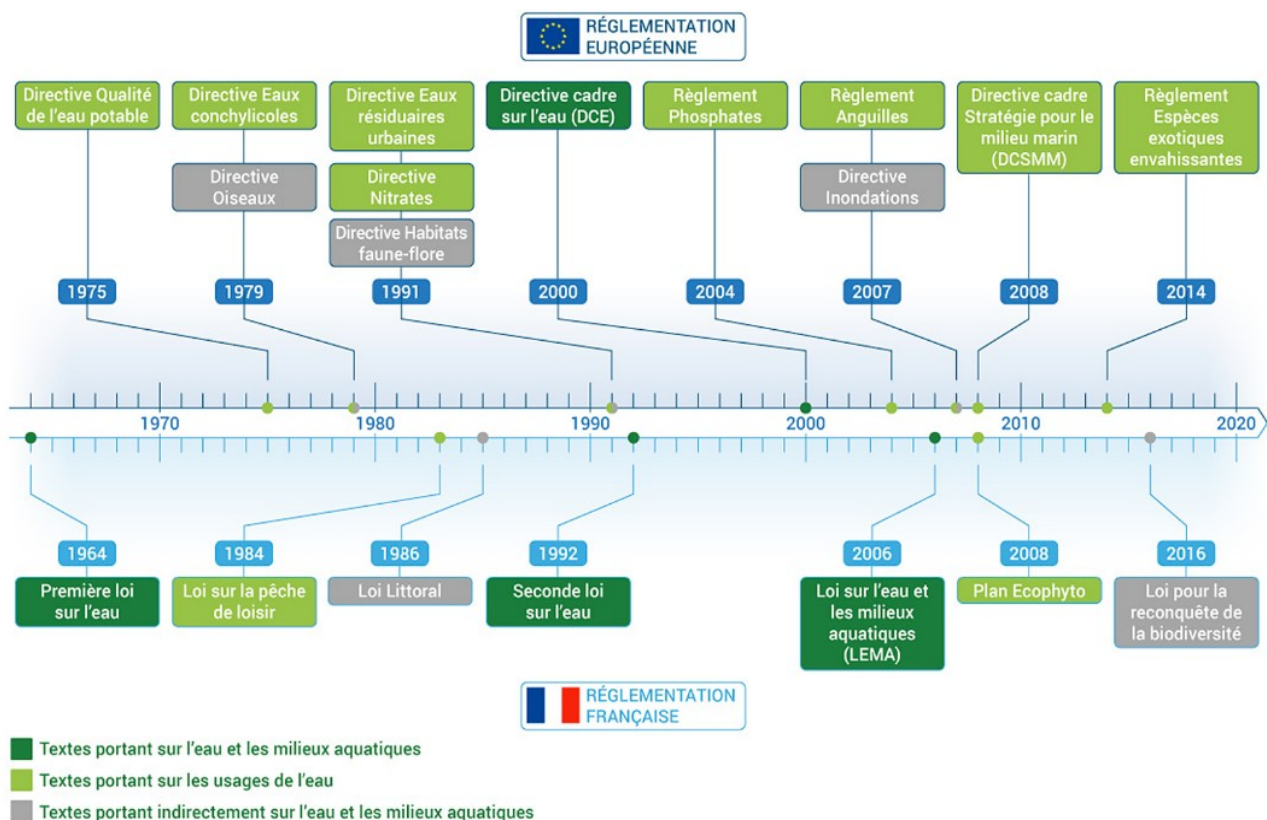 RÉGLEMENTATION
EUROPÉENNE
Directive Qualité
de l'eau potable
Directive Eaux
conchylicoles
Directive
Oiseaux
Directive Eaux
résiduaires
urbaines
Directive
Nitrates
Directive Habitats
faune-flore
Directive cadre
sur l'eau (DCE)
Règlement
Phosphates
Règlement
Anguilles
Directive
Inondations
Directive cadre
Stratégie pour le
milieu marin
(DCSMM)
Règlement
Espèces
exotiques
envahissantes
1975
1979
1991
2000
2004
2007
2008
2014
1970
1980
1990
2000
2010
2020
1964
1984
1986
1992
2006
2008
2016
Première loi
sur l'eau
Loi sur la pêche
de loisir
Loi Littoral
Seconde loi
sur l'eau
Loi sur l'eau et
les milieux
aquatiques
(LEMA)
Plan Ecophyto
Loi pour la
reconquête de
la biodiversité
RÉGLEMENTATION
FRANÇAISE
Textes portant sur l'eau et les milieux aquatiques
Textes portant sur les usages de l'eau
Textes portant indirectement sur l'eau et les milieux aquatiques